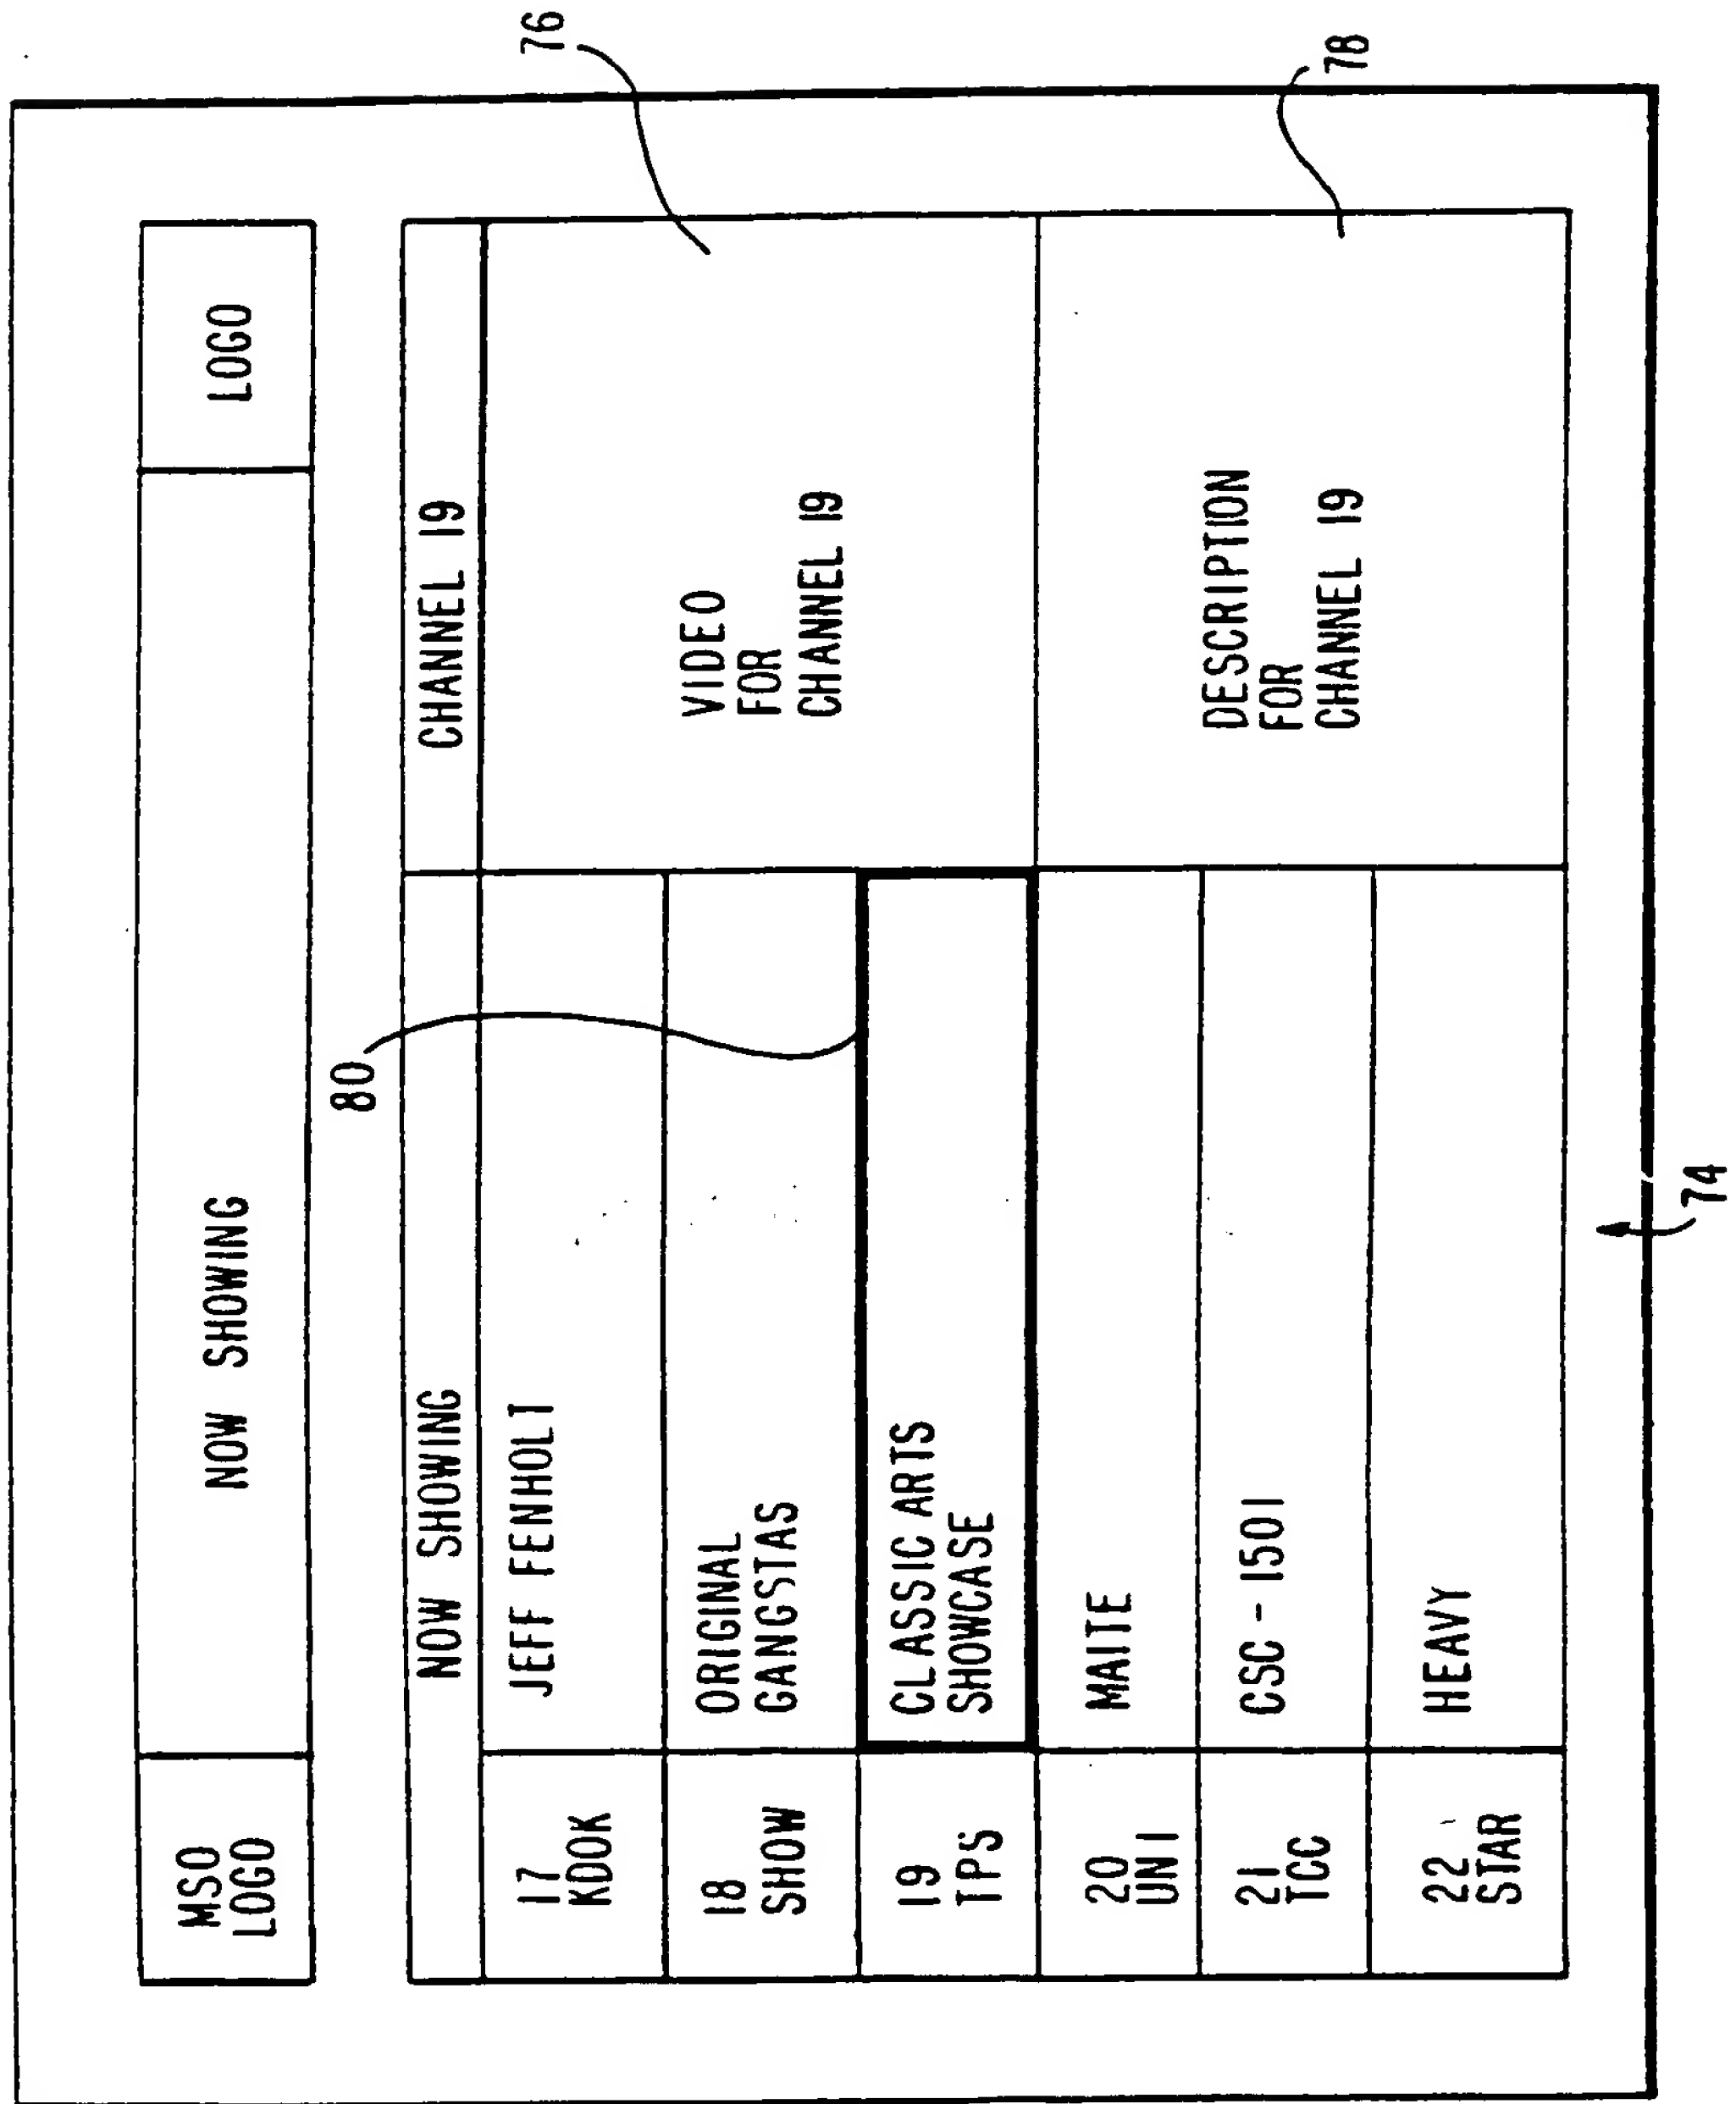 MSO
LOGO
NOW SHOWING
LOGO
80
NOW SHOWING
CHANNEL 19
17
KDOK
JEFF FENHOLT
18
SHOW
ORIGINAL
GANGSTAS
19
TPS
CLASSIC ARTS
SHOWCASE
20
UNI
MAITE
21
TCC
CSC - 1501
22
STAR
HEAVY
VIDEO
FOR
CHANNEL 19
76
DESCRIPTION
FOR
CHANNEL 19
78
74